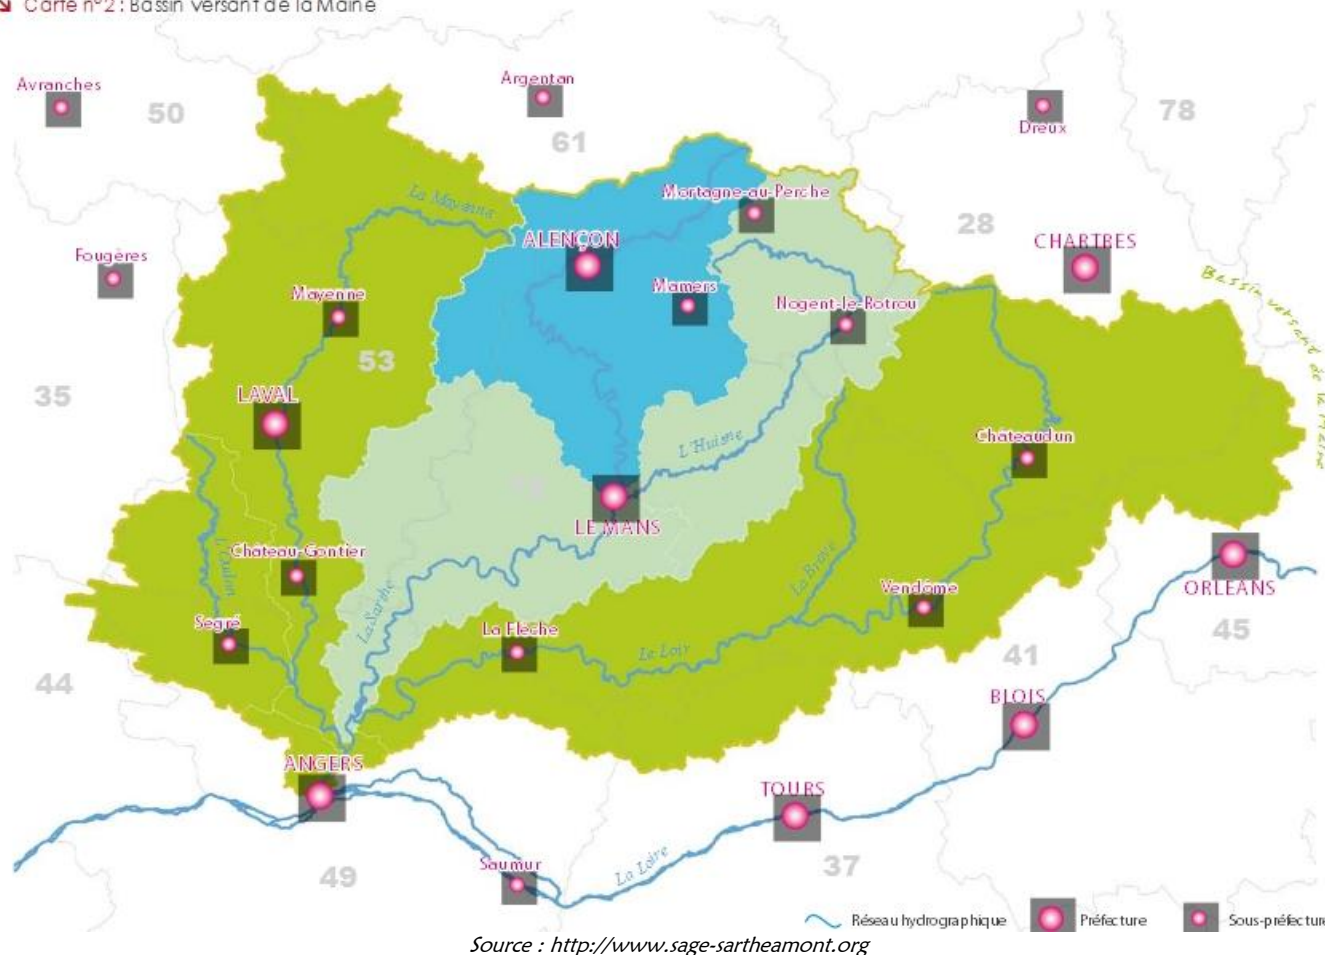 Carte n°2 : Bassin versant de la Maine
Avranches
50
Argentan
61
Dreux
78
La Mayenne
Mortagne-au-Perche
28
ALENÇON
CHARTRES
Fougères
Mamers
Bassin versant de la Maine
Mayenne
Nogent-le-Rotrou
53
35
LAVAL
L'Huisne
Châteaudun
72
LE MANS
Château-Gontier
L'Oudon
La Sarthe
La Braye
Vendôme
ORLEANS
Segré
La Flèche
45
Le Loir
41
44
BLOIS
ANGERS
TOURS
Saumur
La Loire
37
49
Réseau hydrographique
Préfecture
Sous-préfecture
Source : http://www.sage-sartheamont.org